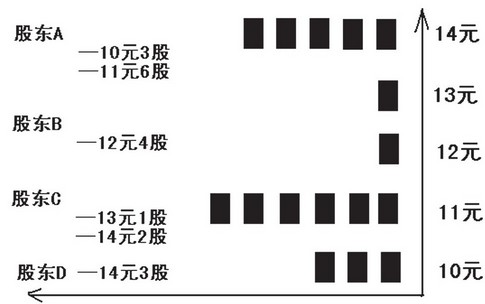 股东A
—10元3股
—11元6股
股东B
—12元4股
股东C
—13元1股
—14元2股
股东D —14元3股
14元
13元
12元
11元
10元